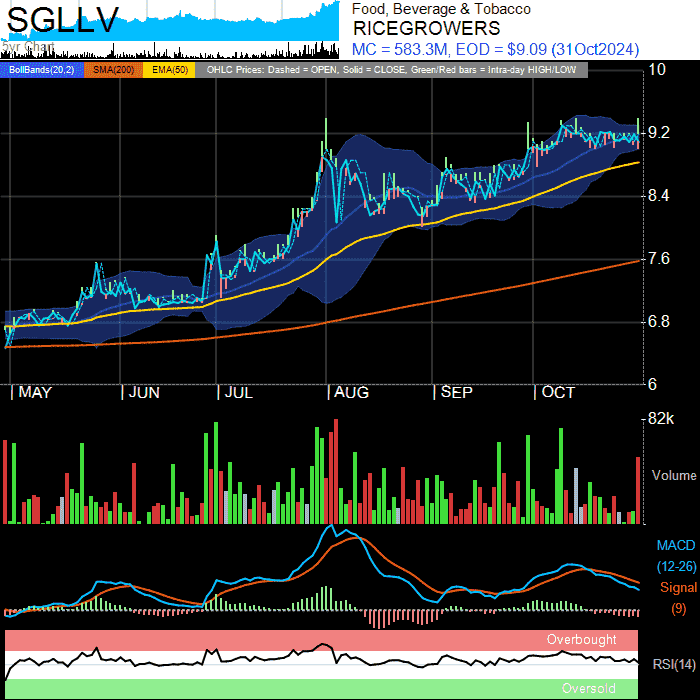 SGLLV
5yr Chart
Food, Beverage & Tobacco
RICEGROWERS
MC = 583.3M, EOD = $9.09 (31Oct2024)
BollBands(20,2) SMA(200) EMA(50) OHLC Prices: Dashed = OPEN, Solid = CLOSE, Green/Red bars = Intra-day HIGH/LOW
10
9.2
8.4
7.6
6.8
6
MAY JUN JUL AUG SEP OCT
82k
Volume
MACD
(12-26)
Signal
(9)
Overbought
RSI(14)
Oversold